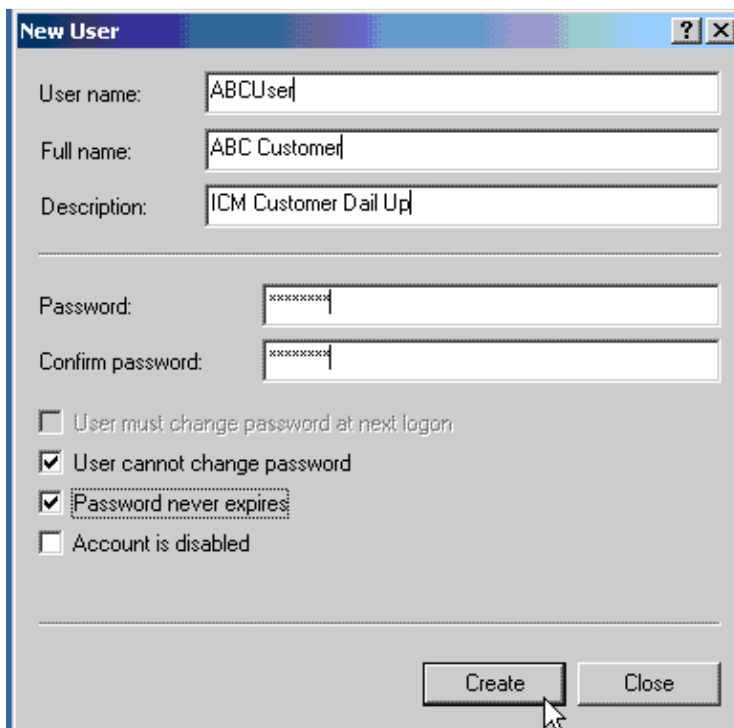 New User
User name: ABCUser
Full name: ABC Customer
Description: ICM Customer Dail Up
Password: ********
Confirm password: ********
User must change password at next logon
User cannot change password
Password never expires
Account is disabled
Create Close